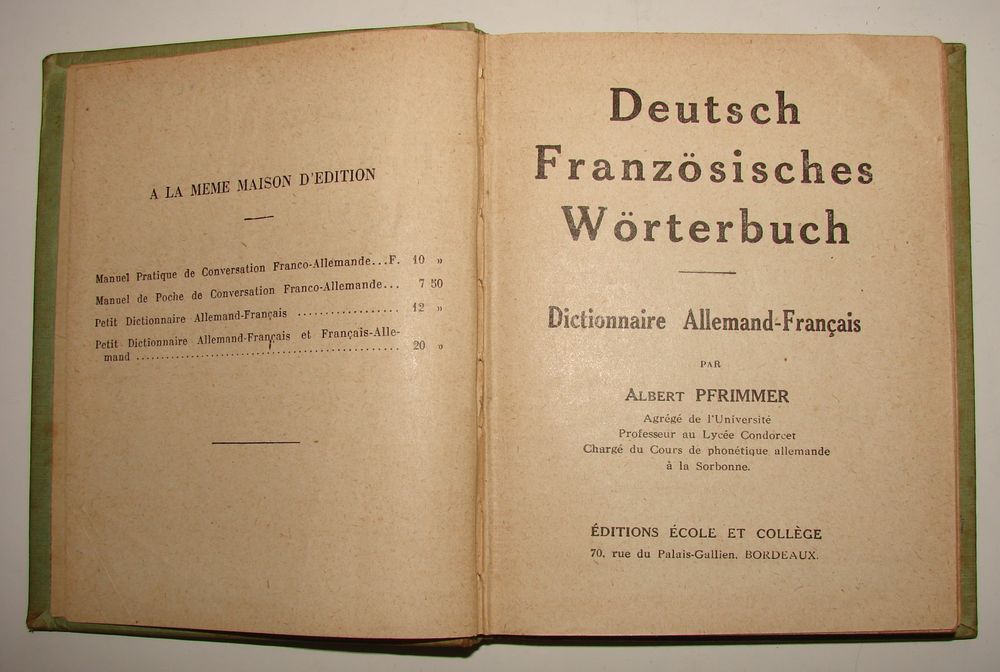 A LA MEME MAISON D'EDITION
Manuel Pratique de Conversation Franco-Allemande...F. 10 »
Manuel de Poche de Conversation Franco-Allemande... 7 50
Petit Dictionnaire Allemand-Français .................. 12 »
Petit Dictionnaire Allemand-Français et Français-Alle-
mand .............................................. 20 »
Deutsch
Französisches
Wörterbuch
Dictionnaire Allemand-Français
PAR
ALBERT PFRIMMER
Agrégé de l'Université
Professeur au Lycée Condorcet
Chargé du Cours de phonétique allemande
à la Sorbonne.
ÉDITIONS ÉCOLE ET COLLÈGE
70, rue du Palais-Gallien, BORDEAUX.